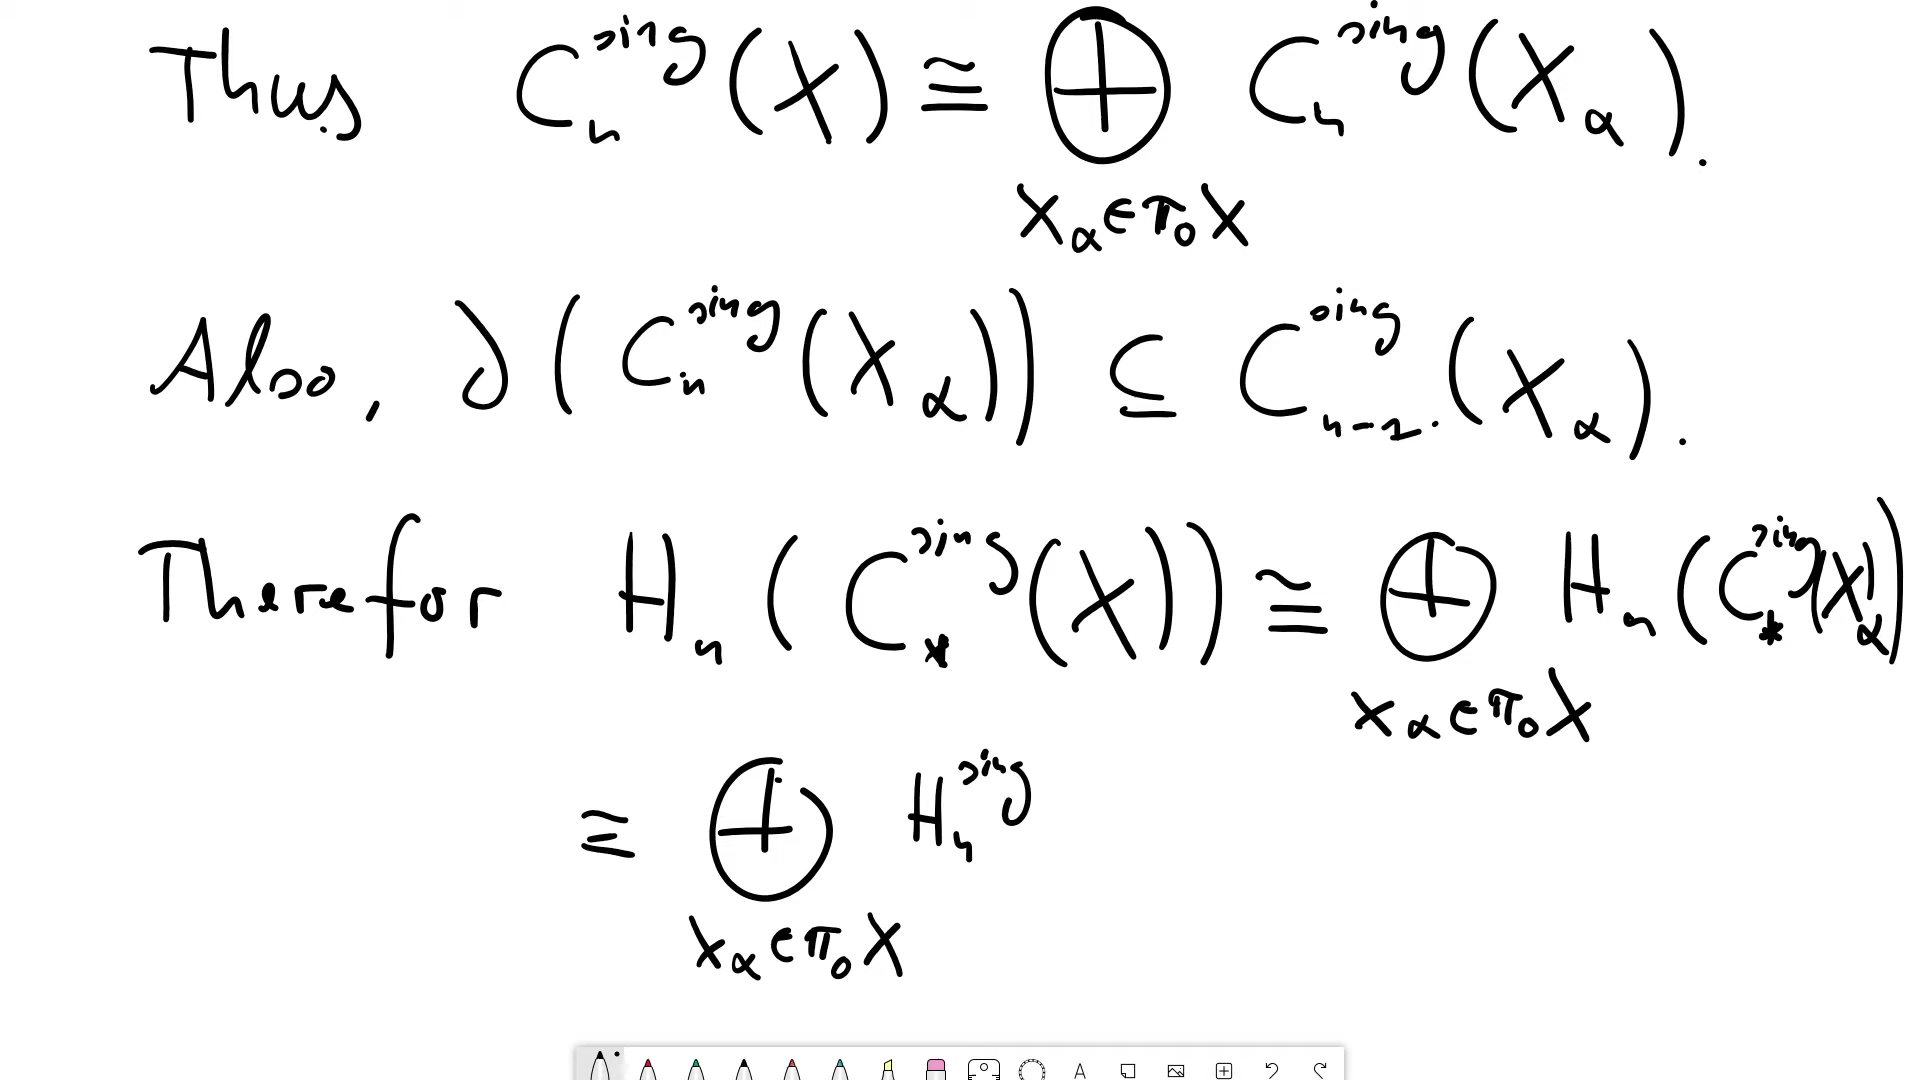 Thus C_n^{sing}(X) ≅ ⊕_{X_α ∈ π_0 X} C_n^{sing}(X_α).
Also, ∂(C_n^{sing}(X_α)) ⊆ C_{n-1}^{sing}(X_α).
Therefor H_n(C_*^{sing}(X)) ≅ ⊕_{X_α ∈ π_0 X} H_n(C_*^{sing}(X_α))
≅ ⊕_{X_α ∈ π_0 X} H_n^{sing}